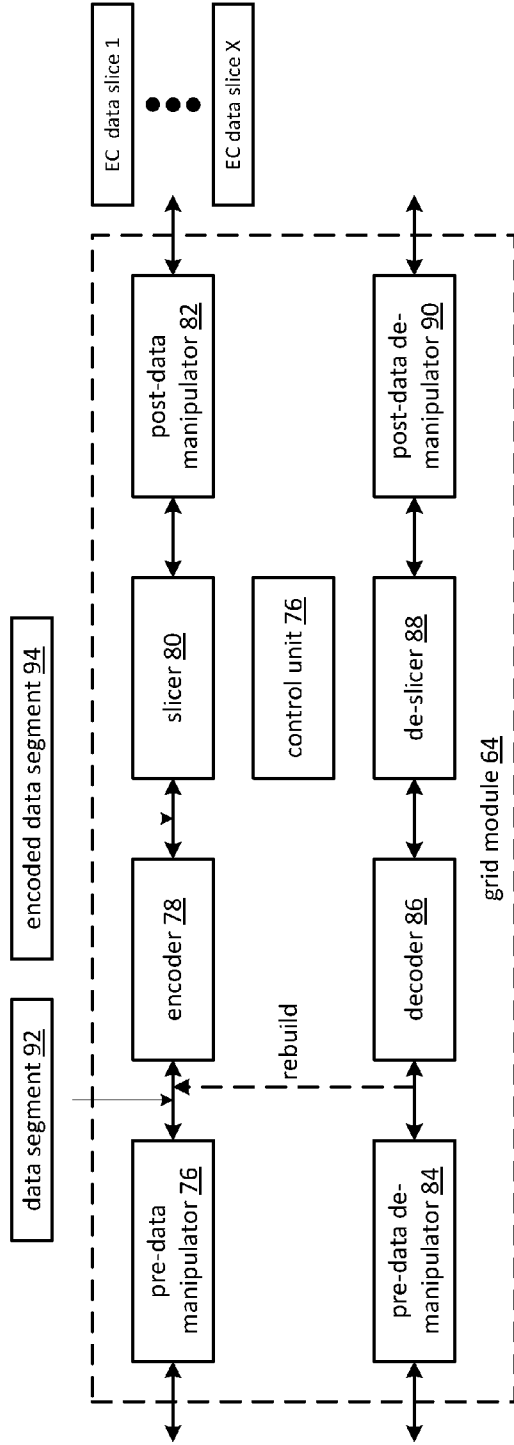 data segment 92
encoded data segment 94
pre-data
manipulator 76
encoder 78
slicer 80
post-data
manipulator 82
EC data slice 1
EC data slice X
rebuild
control unit 76
pre-data de-
manipulator 84
decoder 86
de-slicer 88
post-data de-
manipulator 90
grid module 64